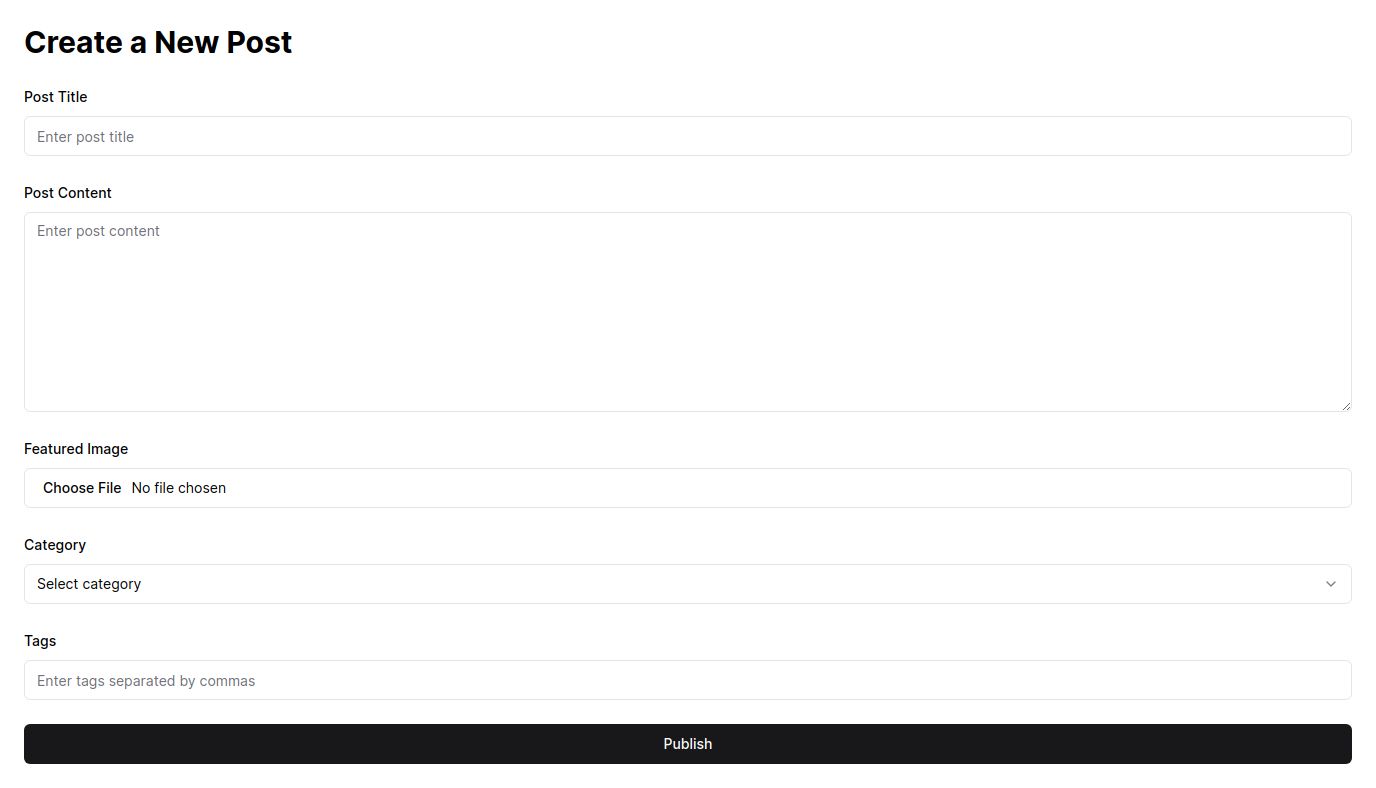 Create a New Post
Post Title
Enter post title
Post Content
Enter post content
Featured Image
Choose File No file chosen
Category
Select category
Tags
Enter tags separated by commas
Publish